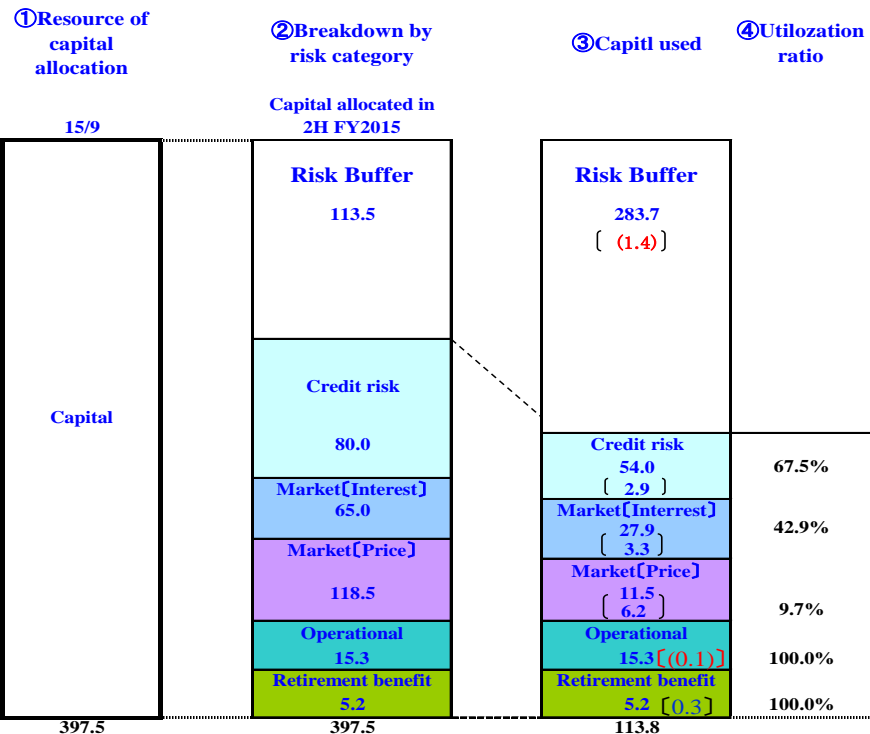 ①Resource of
capital
allocation
15/9
Capital
397.5
②Breakdown by
risk category
Capital allocated in
2H FY2015
Risk Buffer
113.5
Credit risk
80.0
Market〔Interest〕
65.0
Market〔Price〕
118.5
Operational
15.3
Retirement benefit
5.2
397.5
③Capitl used
Risk Buffer
283.7
〔 (1.4) 〕
Credit risk
54.0
〔 2.9 〕
Market〔Interrest〕
27.9
〔 3.3 〕
Market〔Price〕
11.5
〔 6.2 〕
Operational
15.3〔(0.1)〕
Retirement benefit
5.2〔0.3〕
113.8
④Utilozation
ratio
67.5%
42.9%
9.7%
100.0%
100.0%